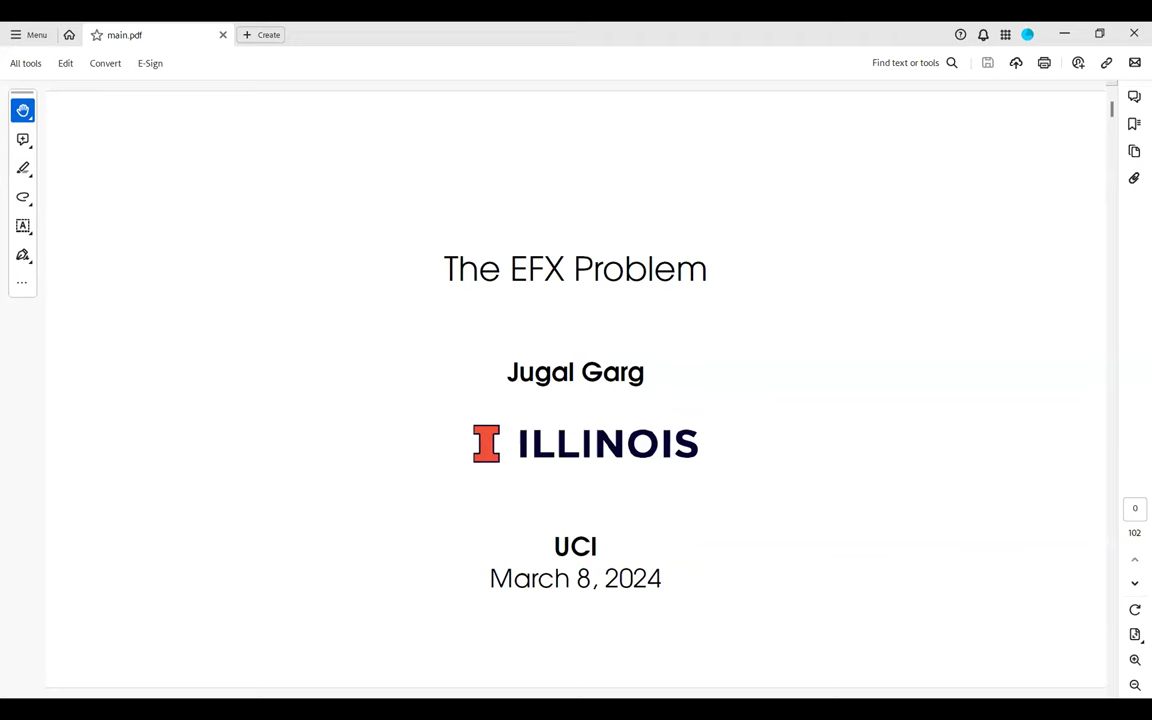 Menu
main.pdf
Create
All tools
Edit
Convert
E-Sign
Find text or tools
The EFX Problem
Jugal Garg
I ILLINOIS
UCI
March 8, 2024
0
102